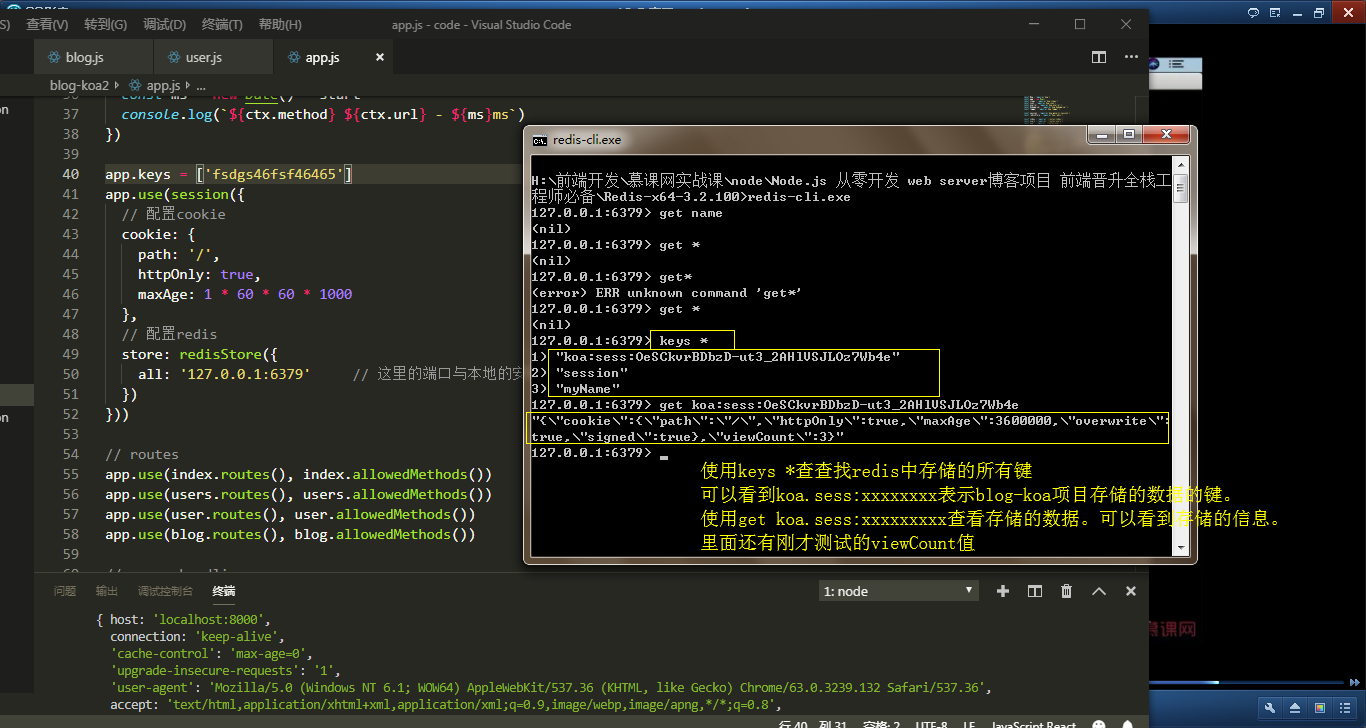 查看(V) 转到(G) 调试(D) 终端(T) 帮助(H) app.js - code - Visual Studio Code
blog.js user.js app.js
blog-koa2 app.js ...
37 console.log(`${ctx.method} ${ctx.url} - ${ms}ms`)
38 })
39
40 app.keys = ['fsdgs46fsf46465']
41 app.use(session({
42 // 配置cookie
43 cookie: {
44 path: '/',
45 httpOnly: true,
46 maxAge: 1 * 60 * 60 * 1000
47 },
48 // 配置redis
49 store: redisStore({
50 all: '127.0.0.1:6379' // 这里的端口与本地的
51 })
52 }))
53
54 // routes
55 app.use(index.routes(), index.allowedMethods())
56 app.use(users.routes(), users.allowedMethods())
57 app.use(user.routes(), user.allowedMethods())
58 app.use(blog.routes(), blog.allowedMethods())
59
redis-cli.exe
H:\前端开发\慕课网实战课\node\Node.js 从零开发 web server博客项目 前端晋升全栈工
程师必备\Redis-x64-3.2.100>redis-cli.exe
127.0.0.1:6379> get name
(nil)
127.0.0.1:6379> get *
(nil)
127.0.0.1:6379> get*
(error) ERR unknown command 'get*'
127.0.0.1:6379> get *
(nil)
127.0.0.1:6379> keys *
1) "koa:sess:OeSCkvrBDbzD-ut3_2AHlVSJLOz7Wb4e"
2) "session"
3) "myName"
127.0.0.1:6379> get koa:sess:OeSCkvrBDbzD-ut3_2AHlVSJLOz7Wb4e
"{\"cookie\":{\"path\":\"/\",\"httpOnly\":true,\"maxAge\":3600000,\"overwrite\":
true,\"signed\":true},\"viewCount\":3}"
127.0.0.1:6379>
使用keys *查查找redis中存储的所有键
可以看到koa.sess:xxxxxxxx表示blog-koa项目存储的数据的键。
使用get koa.sess:xxxxxxxxx查看存储的数据。可以看到存储的信息。
里面还有刚才测试的viewCount值
问题 输出 调试控制台 终端 1: node
{ host: 'localhost:8000',
connection: 'keep-alive',
'cache-control': 'max-age=0',
'upgrade-insecure-requests': '1',
'user-agent': 'Mozilla/5.0 (Windows NT 6.1; WOW64) AppleWebKit/537.36 (KHTML, like Gecko) Chrome/63.0.3239.132 Safari/537.36',
accept: 'text/html,application/xhtml+xml,application/xml;q=0.9,image/webp,image/apng,*/*;q=0.8',
慕课网
行 40 列 31 空格: 2 UTF-8 LF JavaScript React